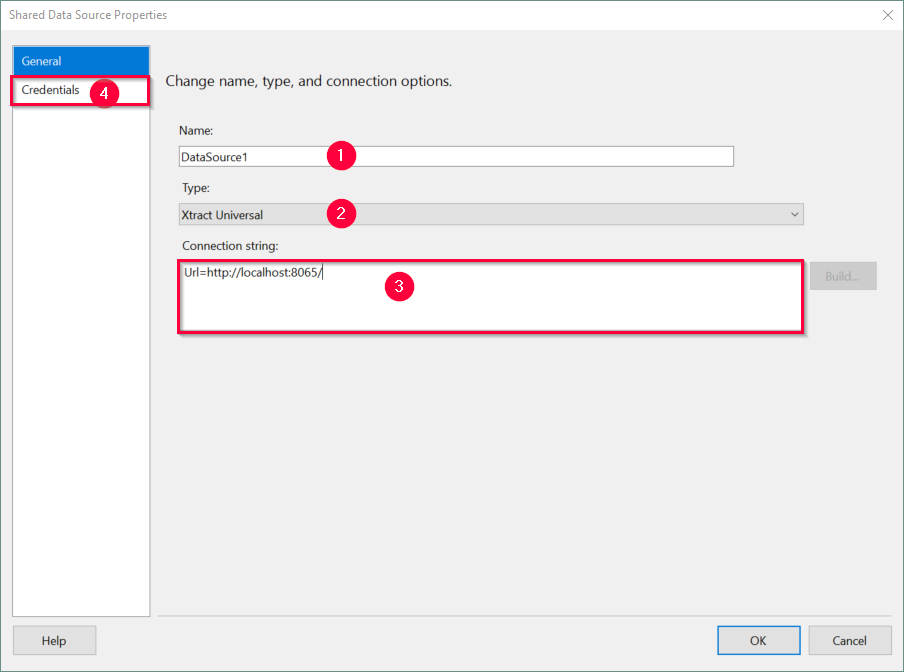 Shared Data Source Properties
General
Credentials 4
Change name, type, and connection options.
Name:
DataSource1 1
Type:
Xtract Universal 2
Connection string:
Url=http://localhost:8065/
3
Build...
Help
OK
Cancel